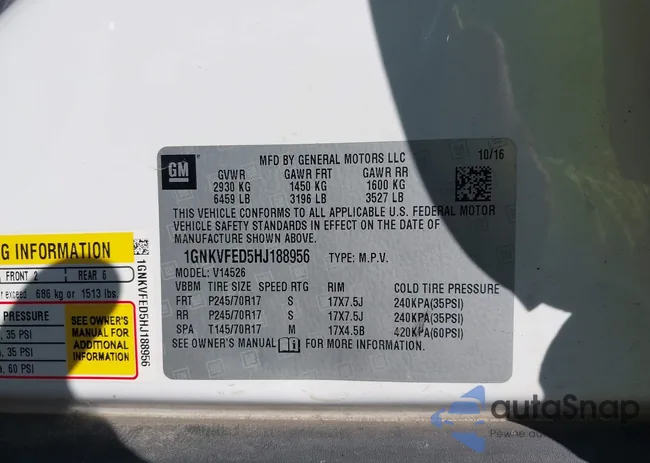 GM
MFD BY GENERAL MOTORS LLC 10/16
GVWR GAWR FRT GAWR RR
2930 KG 1450 KG 1600 KG
6459 LB 3196 LB 3527 LB
THIS VEHICLE CONFORMS TO ALL APPLICABLE U.S. FEDERAL MOTOR
VEHICLE SAFETY STANDARDS IN EFFECT ON THE DATE OF
MANUFACTURE SHOWN ABOVE.
1GNKVFED5HJ188956 TYPE: M.P.V.
MODEL: V14526
VBBM TIRE SIZE SPEED RTG RIM COLD TIRE PRESSURE
FRT P245/70R17 S 17X7.5J 240KPA(35PSI)
RR P245/70R17 S 17X7.5J 240KPA(35PSI)
SPA T145/70R17 M 17X4.5B 420KPA(60PSI)
SEE OWNER'S MANUAL FOR MORE INFORMATION.
G INFORMATION
FRONT 2 REAR 6
exceed 686 kg or 1513 lbs.
PRESSURE
, 35 PSI
, 35 PSI
, 60 PSI
SEE OWNER'S
MANUAL FOR
ADDITIONAL
INFORMATION
1GNKVFED5HJ188956
autaSnap
Pewne auto